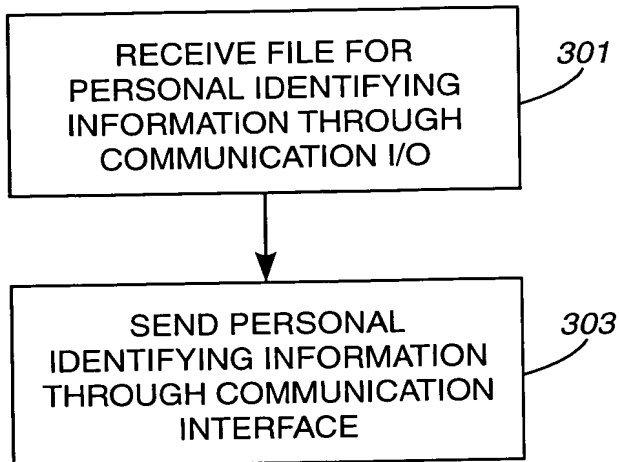 RECEIVE FILE FOR
PERSONAL IDENTIFYING
INFORMATION THROUGH
COMMUNICATION I/O
301
SEND PERSONAL
IDENTIFYING INFORMATION
THROUGH COMMUNICATION
INTERFACE
303